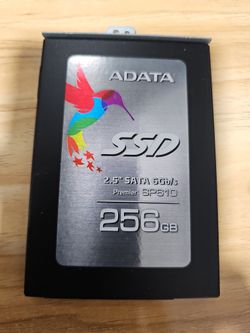 ADATA
SSD
2.5" SATA 6Gb/s
Premier SP610
256GB